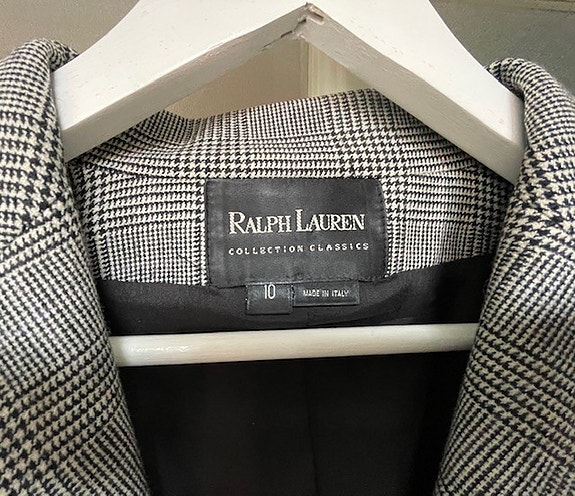 RALPH LAUREN
COLLECTION CLASSICS
10
MADE IN ITALY